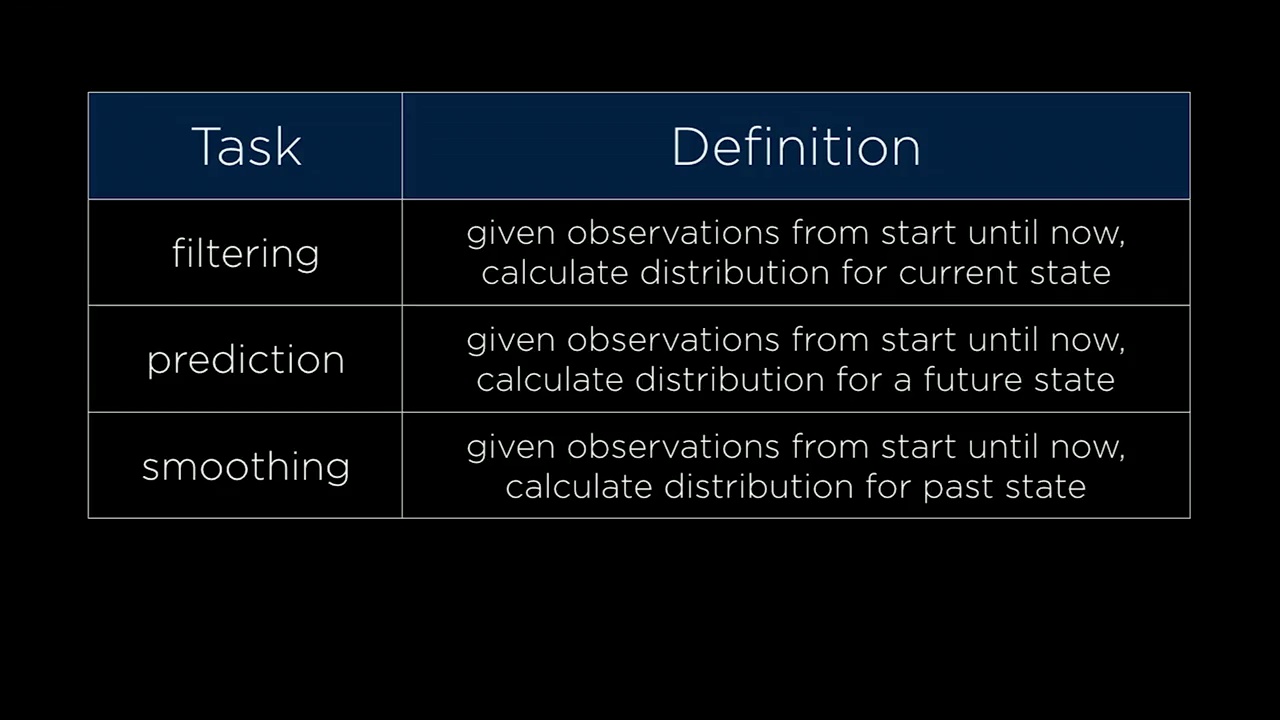 Task
Definition
filtering
given observations from start until now,
calculate distribution for current state
prediction
given observations from start until now,
calculate distribution for a future state
smoothing
given observations from start until now,
calculate distribution for past state